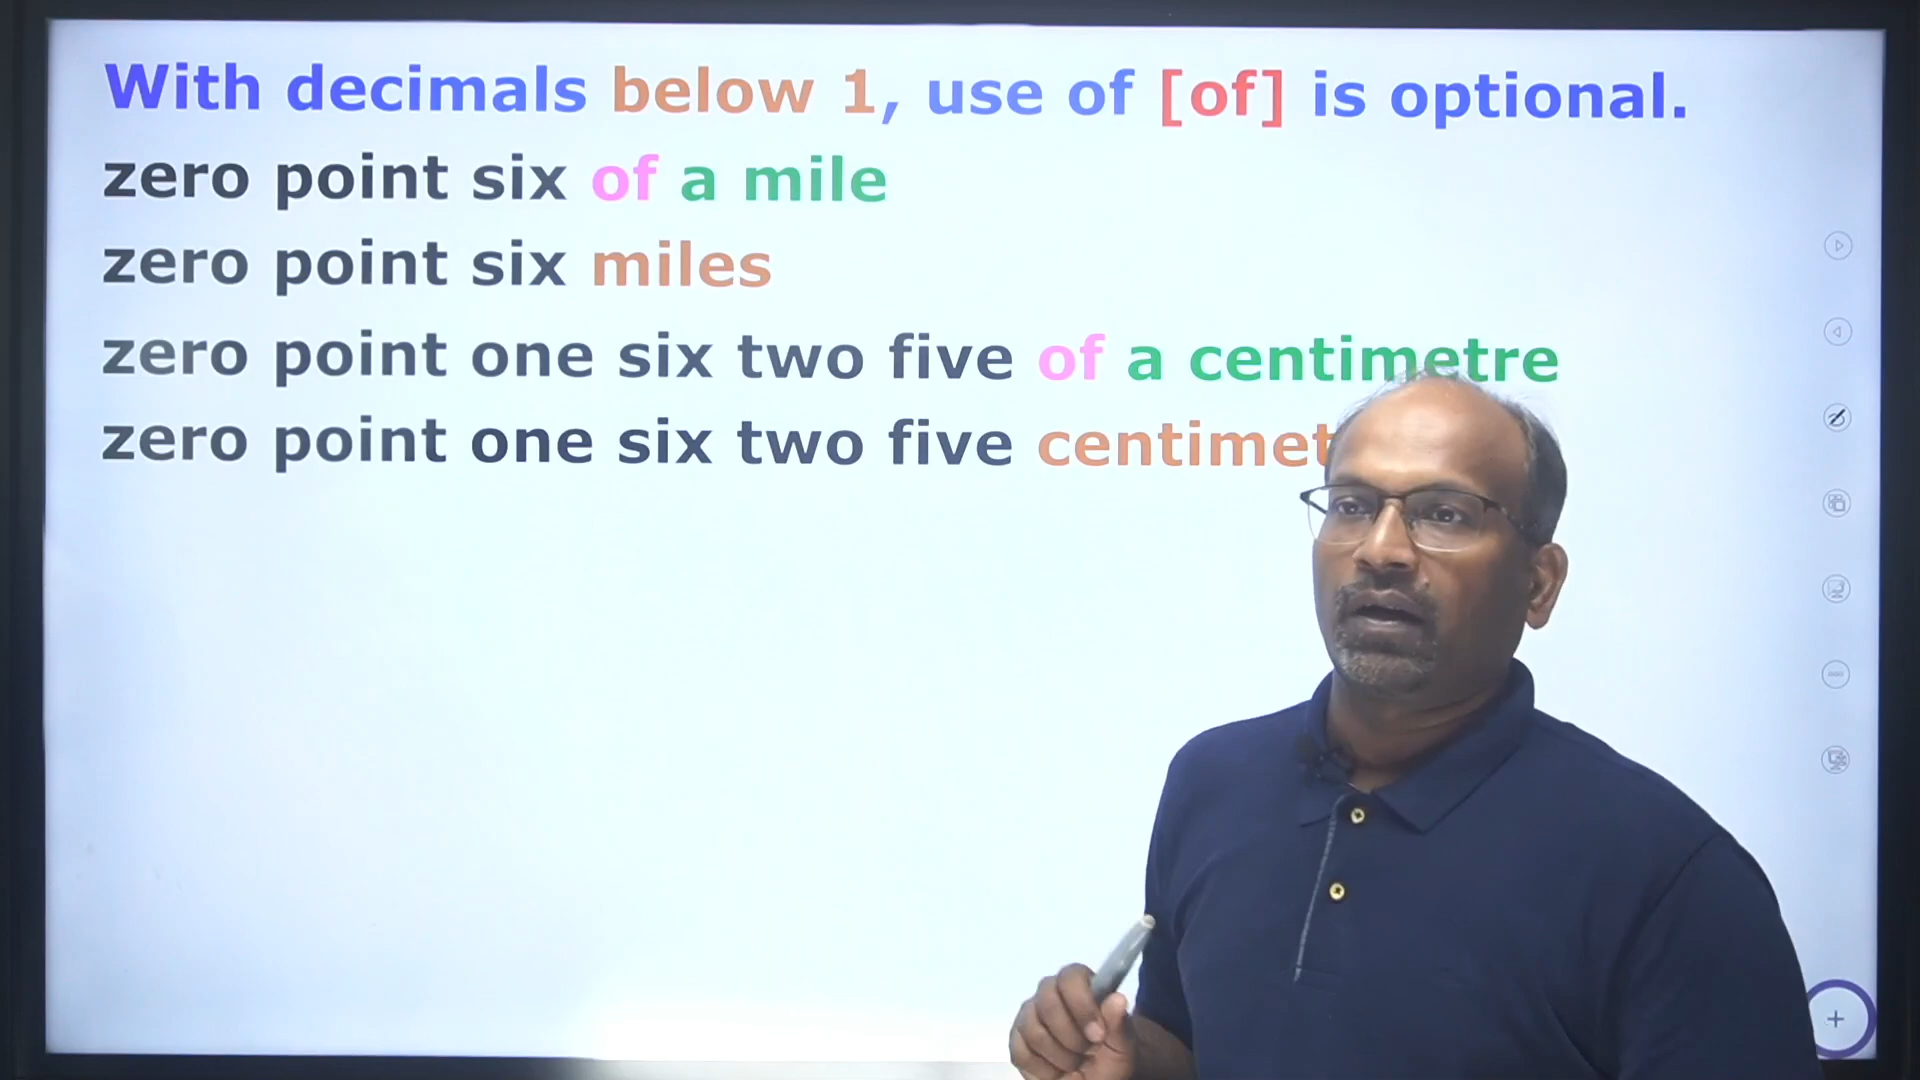 With decimals below 1, use of [of] is optional.
zero point six of a mile
zero point six miles
zero point one six two five of a centimetre
zero point one six two five